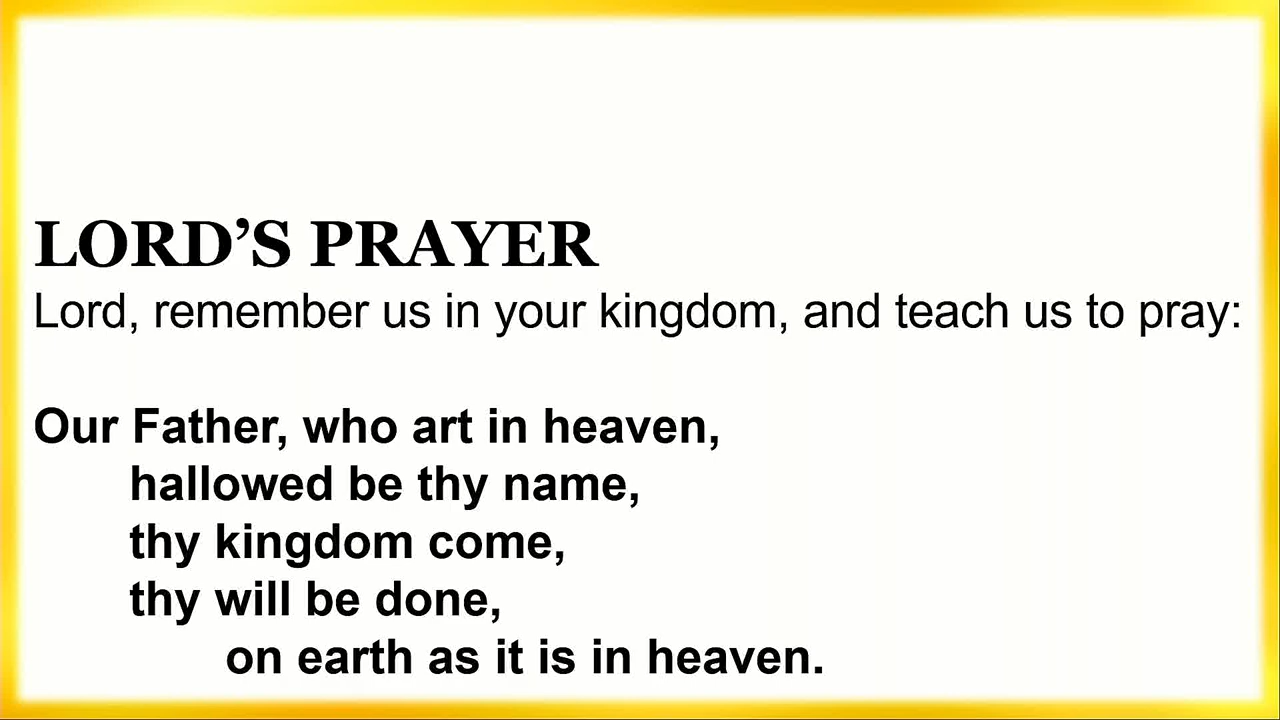 LORD’S PRAYER
Lord, remember us in your kingdom, and teach us to pray:
Our Father, who art in heaven,
hallowed be thy name,
thy kingdom come,
thy will be done,
on earth as it is in heaven.